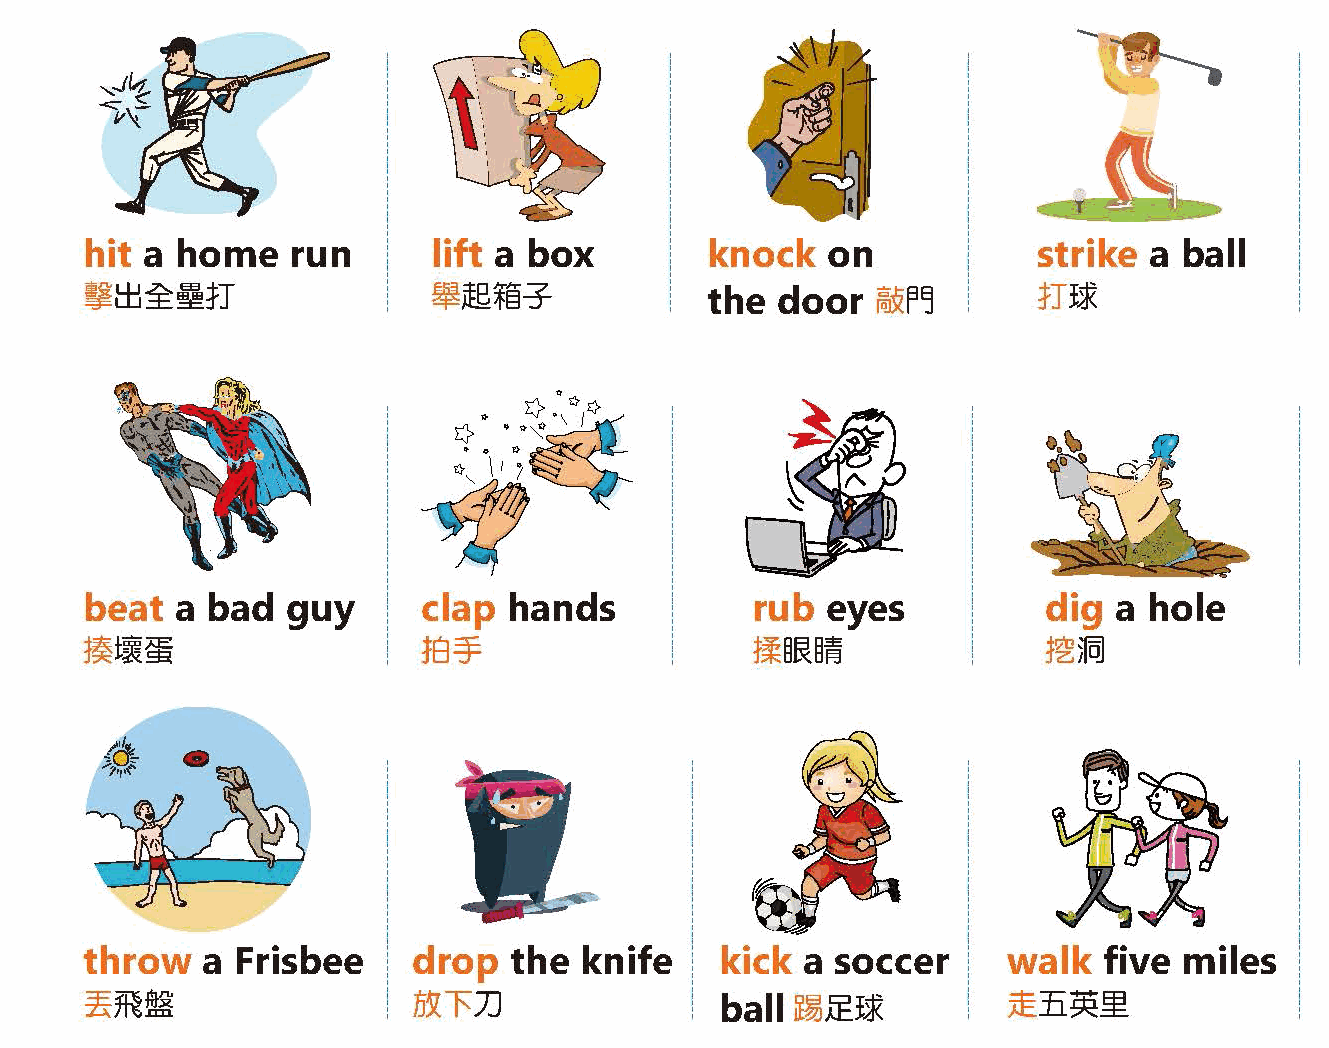 hit a home run
擊出全壘打
lift a box
舉起箱子
knock on
the door 敲門
strike a ball
打球
beat a bad guy
揍壞蛋
clap hands
拍手
rub eyes
揉眼睛
dig a hole
挖洞
throw a Frisbee
丟飛盤
drop the knife
放下刀
kick a soccer
ball 踢足球
walk five miles
走五英里